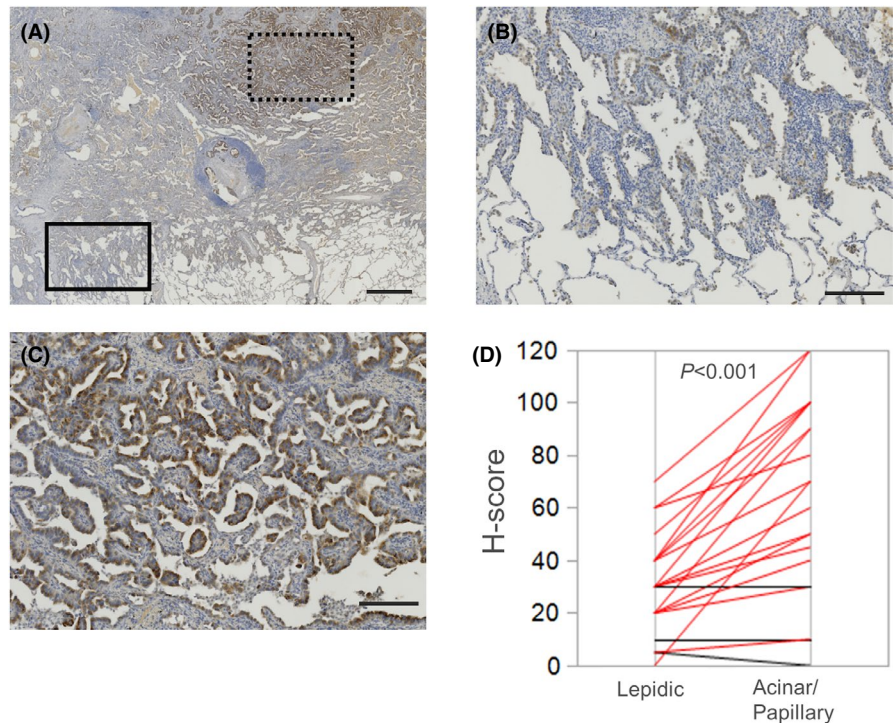 (A)
(B)
(C)
(D)
120
100
80
60
40
20
0
H-score
P<0.001
Lepidic
Acinar/
Papillary